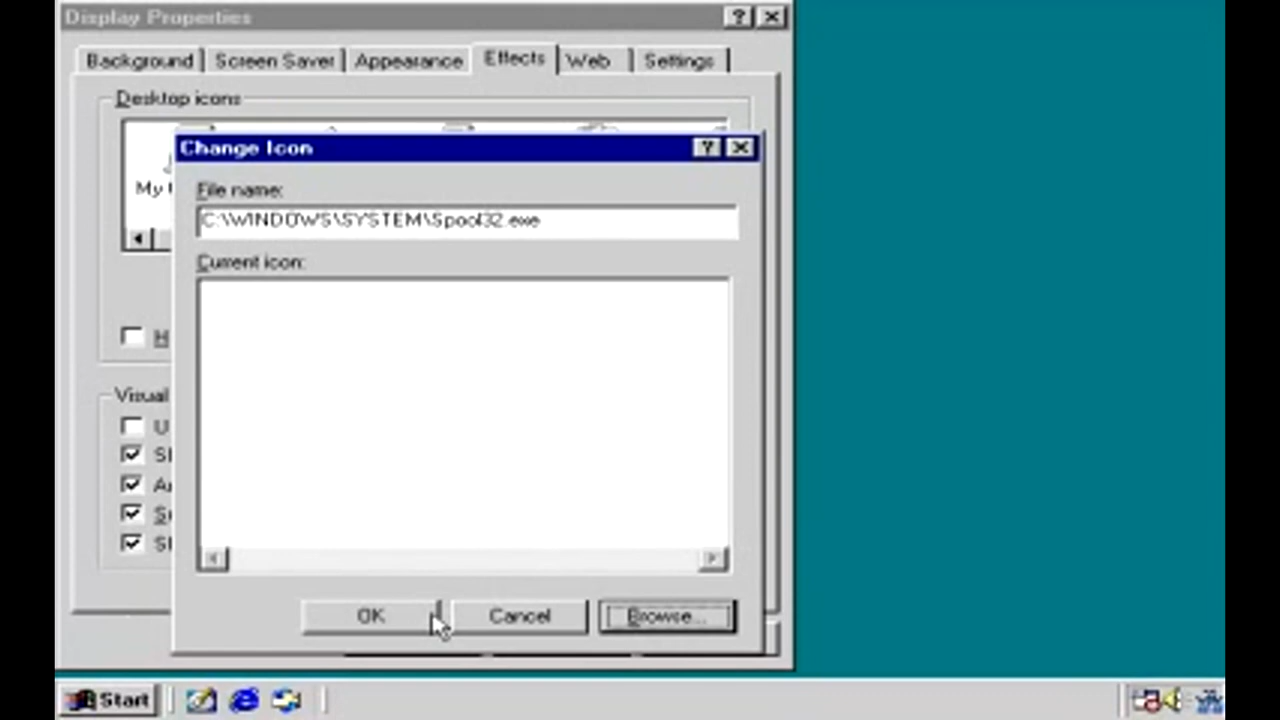 Display Properties
Background Screen Saver Appearance Effects Web Settings
Desktop icons
Change Icon
My
File name:
C:\WINDOWS\SYSTEM\Spool32.exe
Current icon:
H
Visual
U
S
A
S
S
OK Cancel Browse...
Start